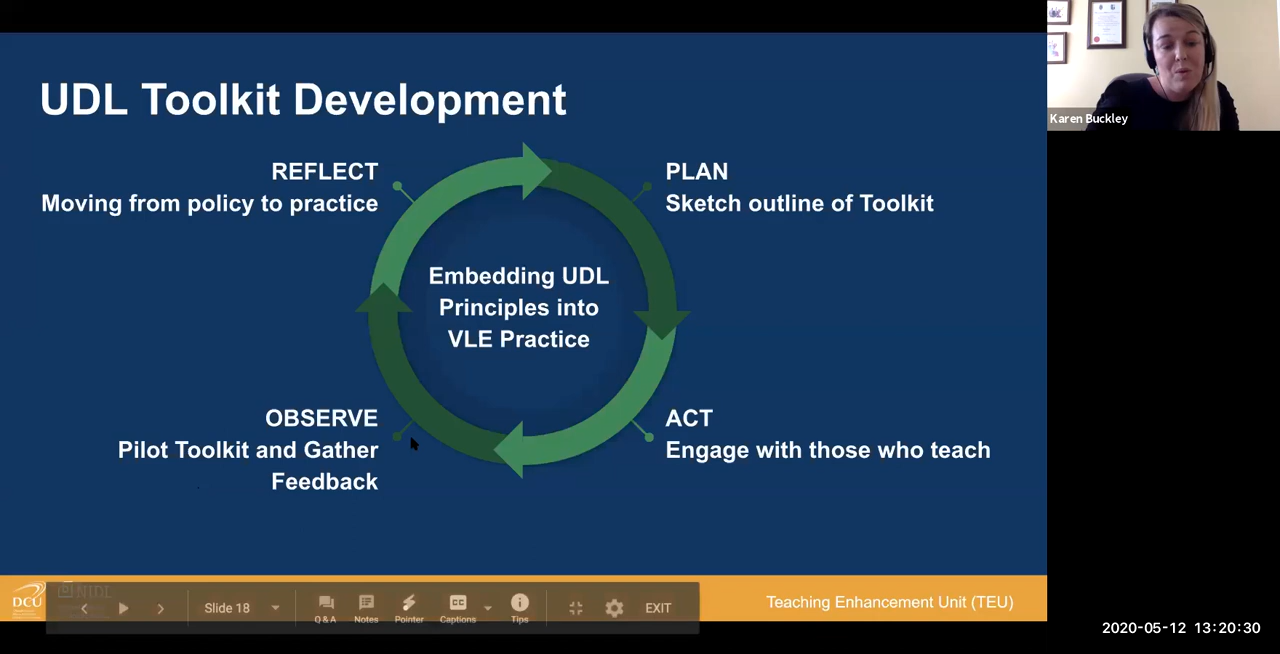 UDL Toolkit Development
REFLECT
Moving from policy to practice
PLAN
Sketch outline of Toolkit
Embedding UDL
Principles into
VLE Practice
OBSERVE
Pilot Toolkit and Gather
Feedback
ACT
Engage with those who teach
Karen Buckley
DCU
NIDL
Slide 18
Q & A
Notes
Pointer
CC
Captions
Tips
EXIT
Teaching Enhancement Unit (TEU)
2020-05-12 13:20:30